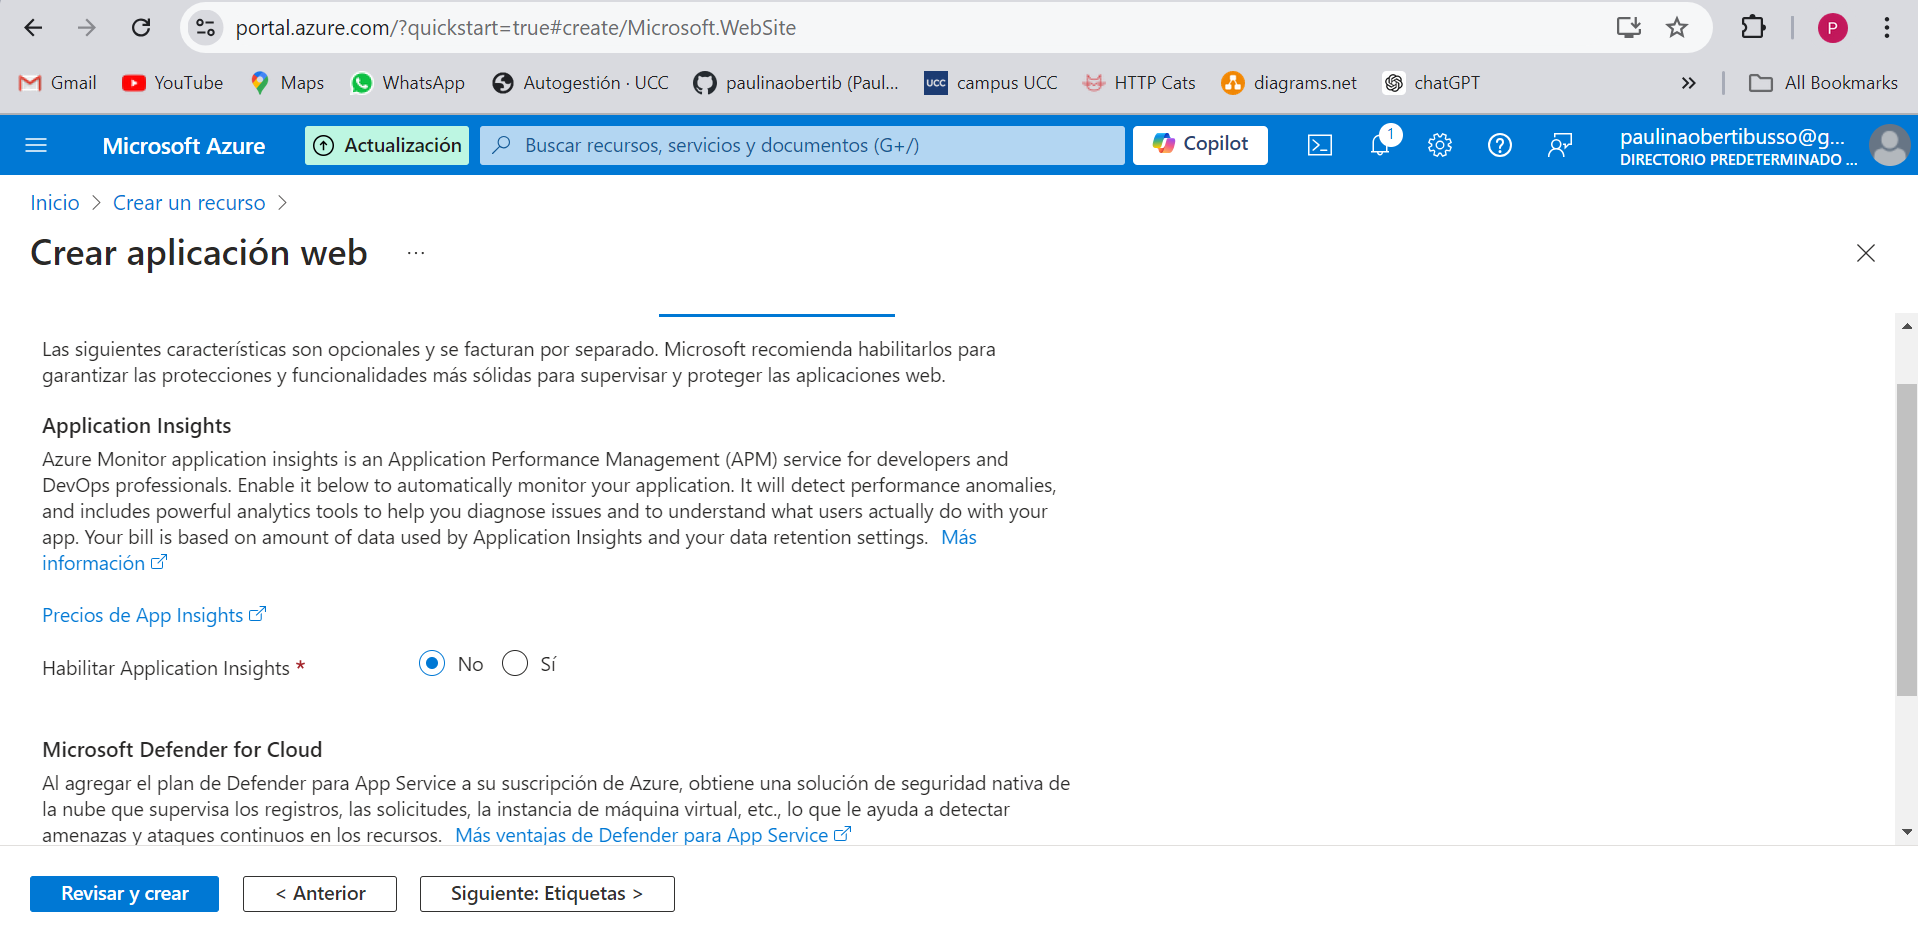 portal.azure.com/?quickstart=true#create/Microsoft.WebSite
P
Gmail YouTube Maps WhatsApp Autogestión · UCC paulinaobertib (Paul... UCC campus UCC HTTP Cats diagrams.net chatGPT » All Bookmarks
Microsoft Azure Actualización Buscar recursos, servicios y documentos (G+/) Copilot 1 paulinaobertibusso@g...
DIRECTORIO PREDETERMINADO ...
Inicio > Crear un recurso >
Crear aplicación web ...
Las siguientes características son opcionales y se facturan por separado. Microsoft recomienda habilitarlos para
garantizar las protecciones y funcionalidades más sólidas para supervisar y proteger las aplicaciones web.
Application Insights
Azure Monitor application insights is an Application Performance Management (APM) service for developers and
DevOps professionals. Enable it below to automatically monitor your application. It will detect performance anomalies,
and includes powerful analytics tools to help you diagnose issues and to understand what users actually do with your
app. Your bill is based on amount of data used by Application Insights and your data retention settings. Más
información
Precios de App Insights
Habilitar Application Insights * No Sí
Microsoft Defender for Cloud
Al agregar el plan de Defender para App Service a su suscripción de Azure, obtiene una solución de seguridad nativa de
la nube que supervisa los registros, las solicitudes, la instancia de máquina virtual, etc., lo que le ayuda a detectar
amenazas y ataques continuos en los recursos. Más ventajas de Defender para App Service
Revisar y crear < Anterior Siguiente: Etiquetas >